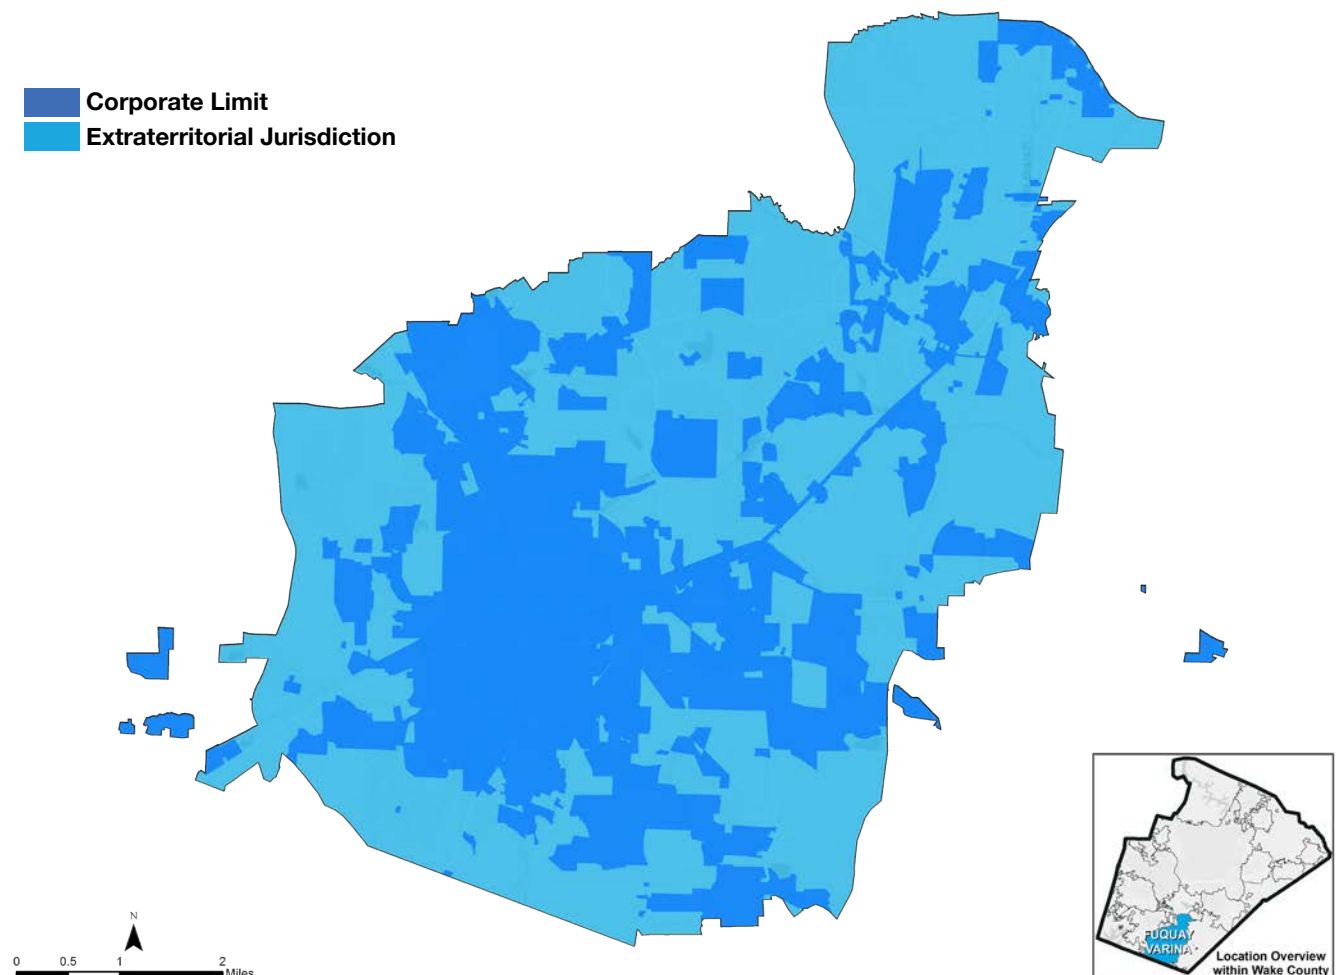 Corporate Limit
Extraterritorial Jurisdiction
N
0 0.5 1 2
Miles
FUQUAY
VARINA
Location Overview
within Wake County